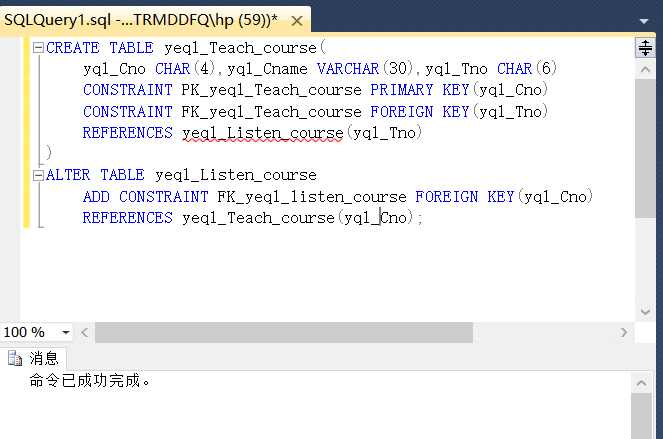 SQLQuery1.sql -...TRMDDFQ\hp (59))*
CREATE TABLE yeql_Teach_course(
yql_Cno CHAR(4),yql_Cname VARCHAR(30),yql_Tno CHAR(6)
CONSTRAINT PK_yeql_Teach_course PRIMARY KEY(yql_Cno)
CONSTRAINT FK_yeql_Teach_course FOREIGN KEY(yql_Tno)
REFERENCES yeql_Listen_course(yql_Tno)
)
ALTER TABLE yeql_Listen_course
ADD CONSTRAINT FK_yeql_listen_course FOREIGN KEY(yql_Cno)
REFERENCES yeql_Teach_course(yql_Cno);
100 %
消息
命令已成功完成。